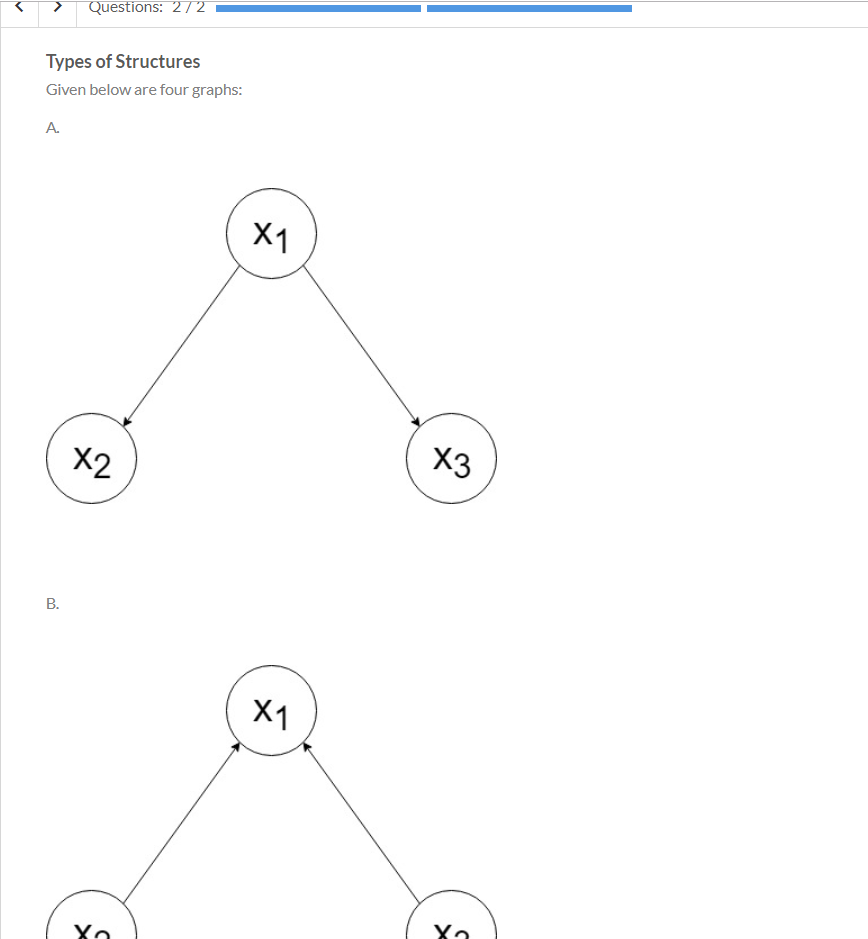 Questions: 2 / 2
Types of Structures
Given below are four graphs:
A.
x1
x2
x3
B.
x1